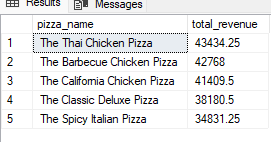 Results Messages
pizza_name total_revenue
1 The Thai Chicken Pizza 43434.25
2 The Barbecue Chicken Pizza 42768
3 The California Chicken Pizza 41409.5
4 The Classic Deluxe Pizza 38180.5
5 The Spicy Italian Pizza 34831.25